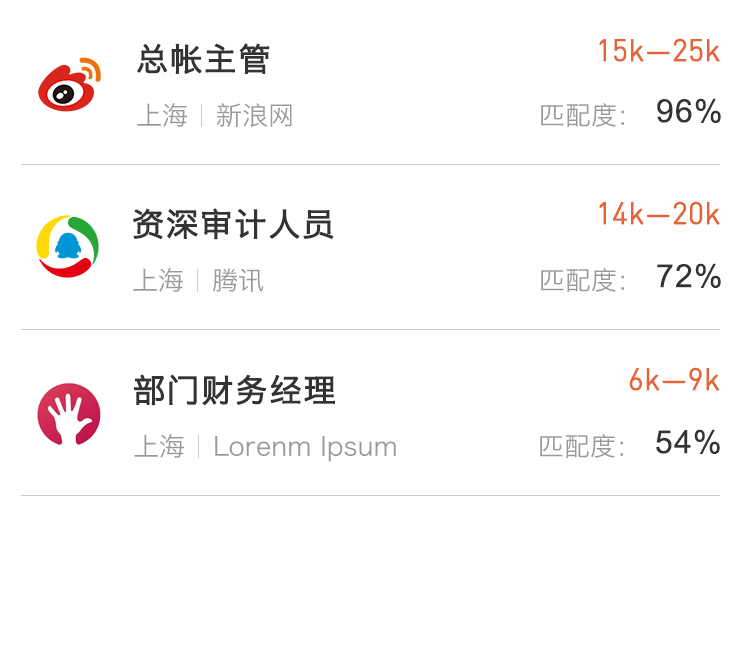 总帐主管 15k—25k
上海 | 新浪网 匹配度: 96%
资深审计人员 14k—20k
上海 | 腾讯 匹配度: 72%
部门财务经理 6k—9k
上海 | Lorenm Ipsum 匹配度: 54%